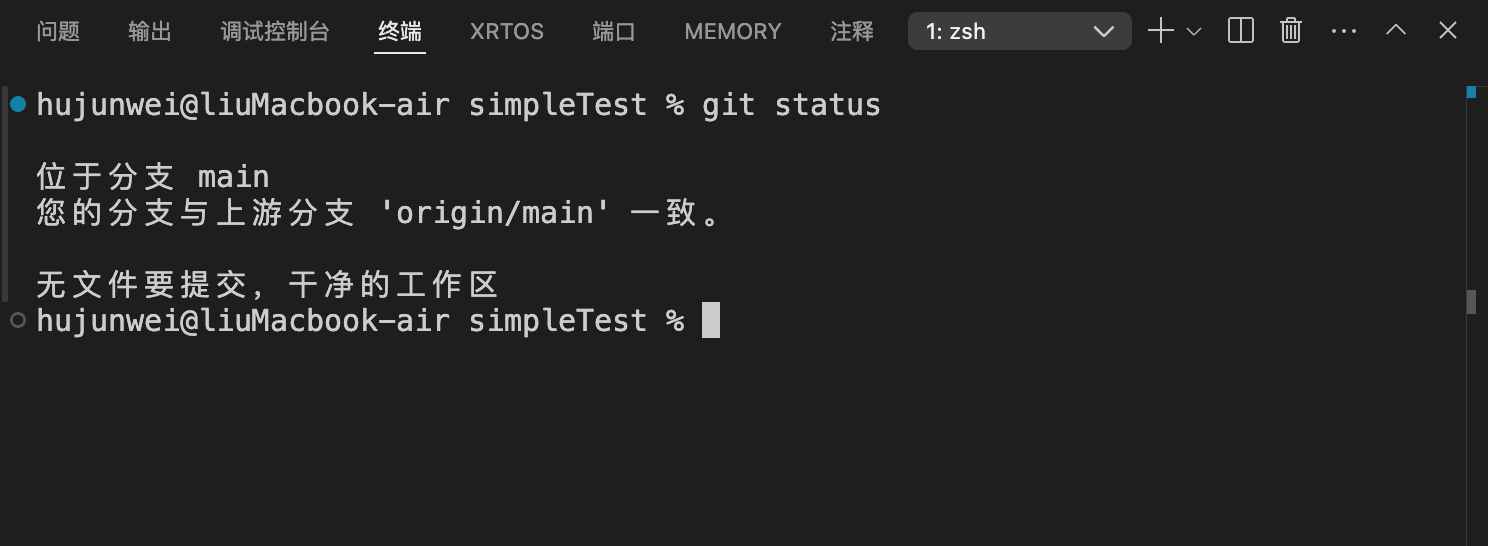 问题 输出 调试控制台 终端 XRTOS 端口 MEMORY 注释 1: zsh
hujunwei@liuMacbook-air simpleTest % git status
位于分支 main
您的分支与上游分支 'origin/main' 一致。
无文件要提交，干净的工作区
hujunwei@liuMacbook-air simpleTest %